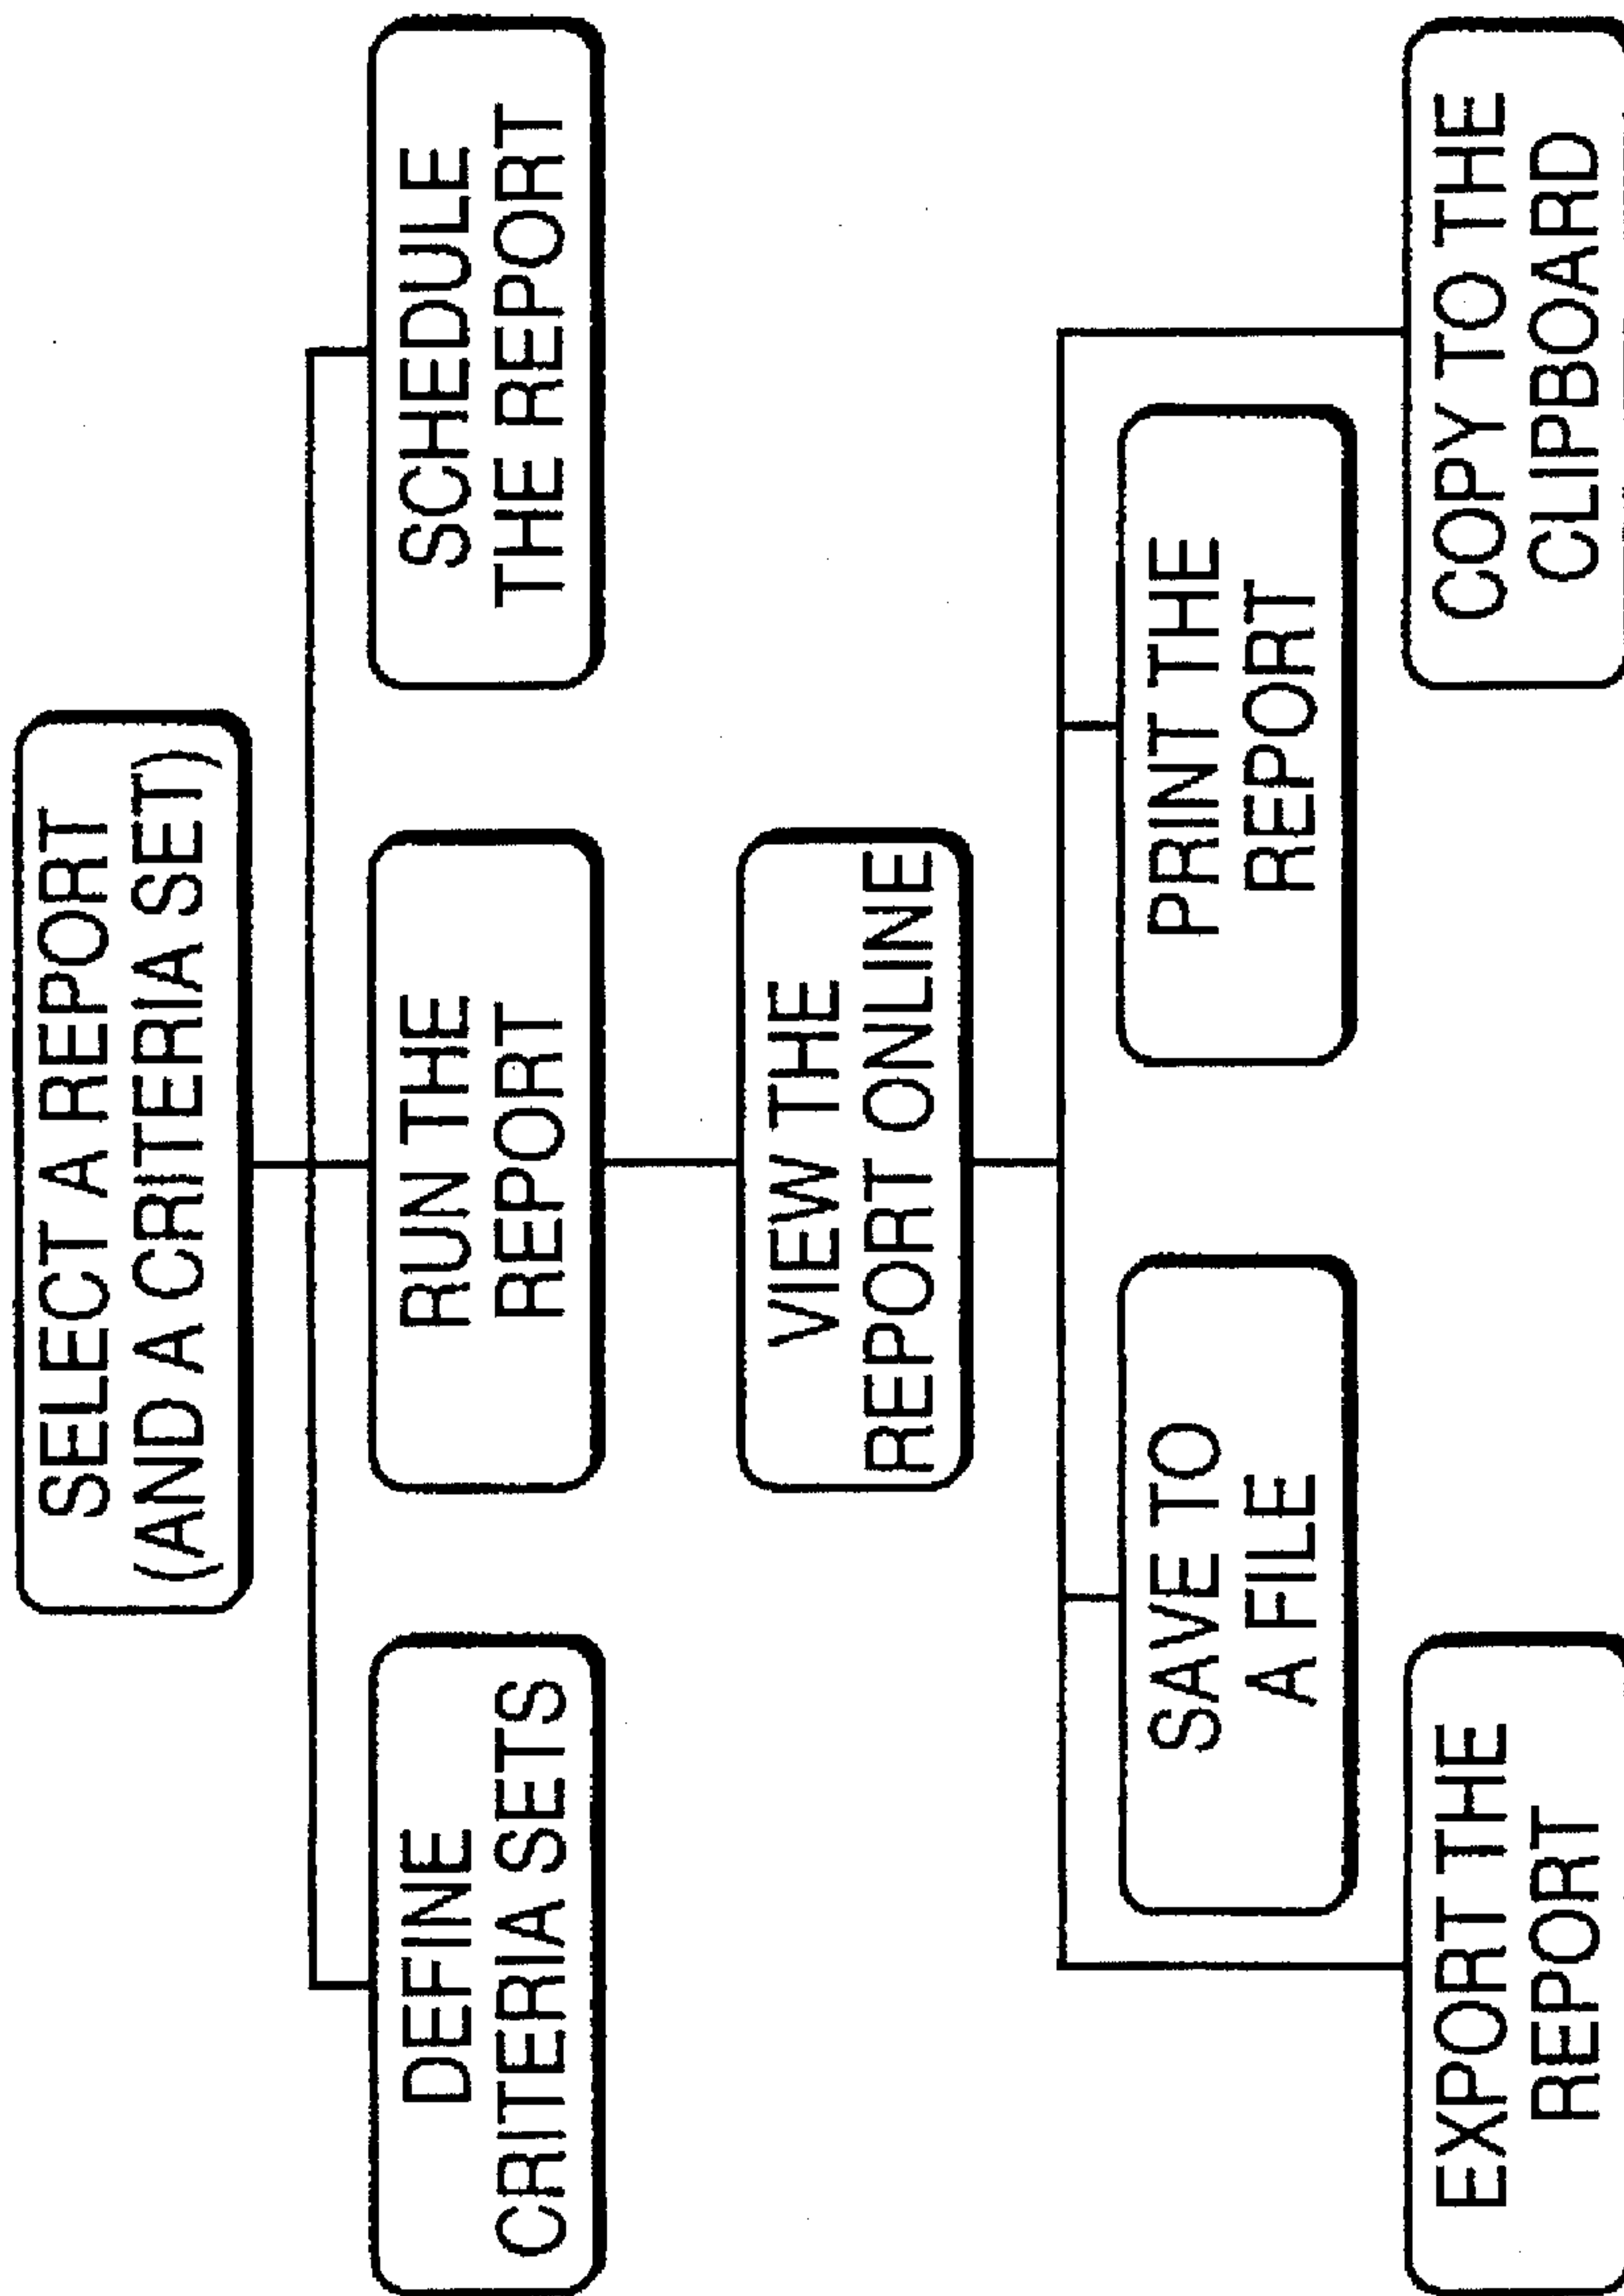 SELECT A REPORT
(AND A CRITERIA SET)
DEFINE
CRITERIA SETS
RUN THE
REPORT
SCHEDULE
THE REPORT
VIEW THE
REPORT ONLINE
SAVE TO
A FILE
PRINT THE
REPORT
EXPORT THE
REPORT
COPY TO THE
CLIPBOARD